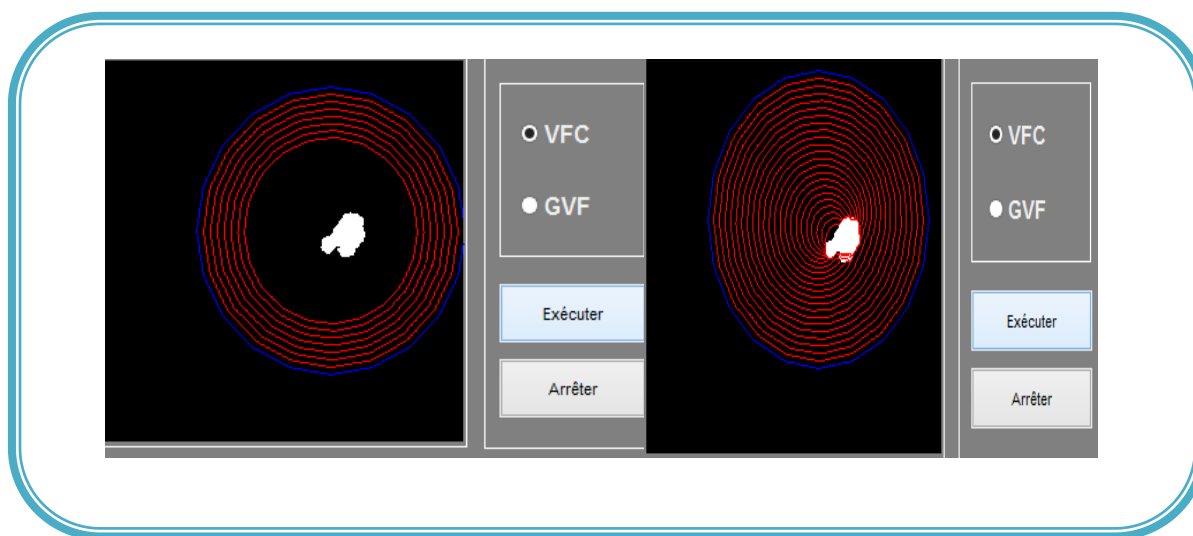 VFC
GVF
Exécuter
Arrêter
VFC
GVF
Exécuter
Arrêter